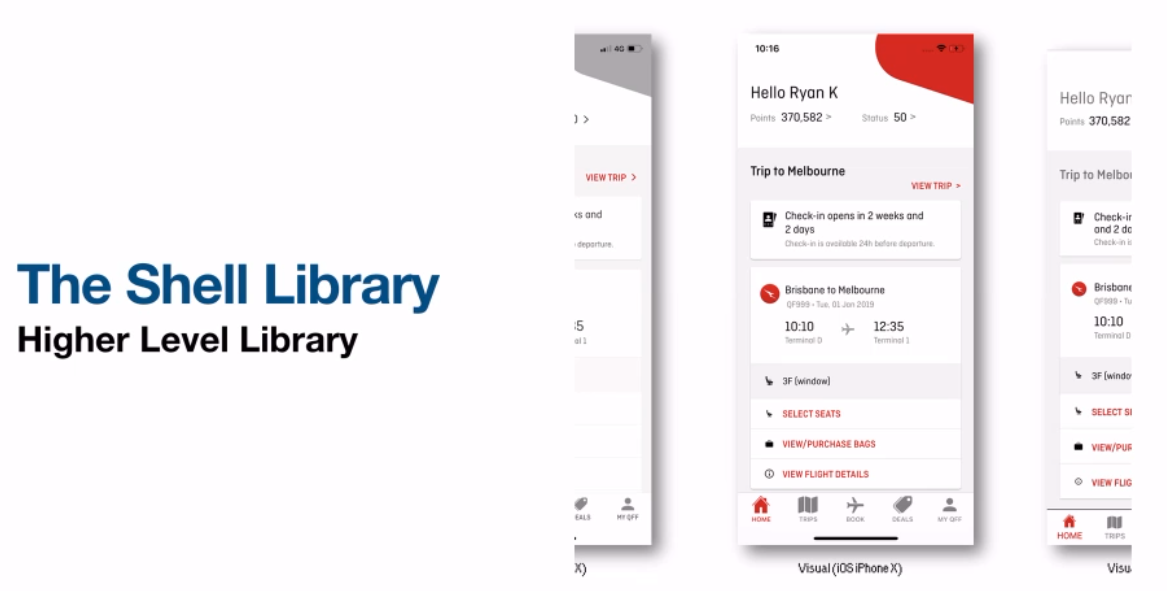 The Shell Library
Higher Level Library
4G
VIEW TRIP >
and
departure.
DEALS
MY QFF
X)
10:16
Hello Ryan K
Points 370,582 > Status 50 >
Trip to Melbourne
VIEW TRIP >
Check-in opens in 2 weeks and
2 days
Check-in is available 24h before departure.
Brisbane to Melbourne
QF999 • Tue, 01 Jan 2019
10:10 12:35
Terminal D Terminal 1
3F (window)
SELECT SEATS
VIEW/PURCHASE BAGS
VIEW FLIGHT DETAILS
HOME TRIPS BOOK DEALS MY QFF
Visual (iOS iPhone X)
Hello Ryan
Points 370,582
Trip to Melbo
Check-in
and 2 da
Check-in is
Brisbane
QF999 • Tu
10:10
Terminal D
3F (windo
SELECT SE
VIEW/PUR
VIEW FLIG
HOME TRIPS
Visu